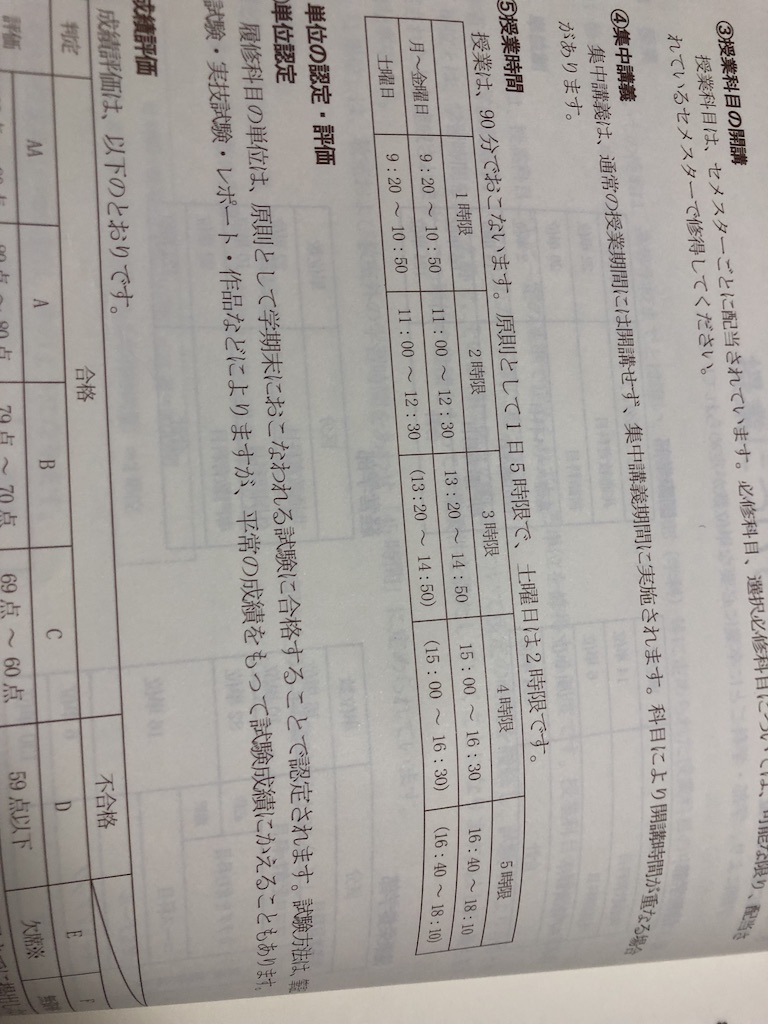 ③授業科目の開講
授業科目は、セメスターごとに配当されています。必修科目、選択必修科目については、可能な限り、配当さ
れているセメスターで修得してください。
④集中講義
集中講義は、通常の授業期間には開講せず、集中講義期間に実施されます。科目により開講時間が重なる場合
があります。
⑤授業時間
授業は、90分でおこないます。原則として1日5時限で、土曜日は2時限です。
1時限 2時限 3時限 4時限 5時限
月～金曜日 9:20 ～ 10:50 11:00 ～ 12:30 13:20 ～ 14:50 15:00 ～ 16:30 16:40 ～ 18:10
土曜日 9:20 ～ 10:50 11:00 ～ 12:30 (13:20 ～ 14:50) (15:00 ～ 16:30) (16:40 ～ 18:10)
単位の認定・評価
単位認定
履修科目の単位は、原則として学期末におこなわれる試験に合格することで認定されます。試験方法は、
試験・実技試験・レポート・作品などによりますが、平常の成績をもって試験成績にかえることもあります。
成績評価
成績評価は、以下のとおりです。
判定 合格 不合格
評価 AA A B C D E F
79点 ～ 70点 69点 ～ 60点 59点以下 欠席※